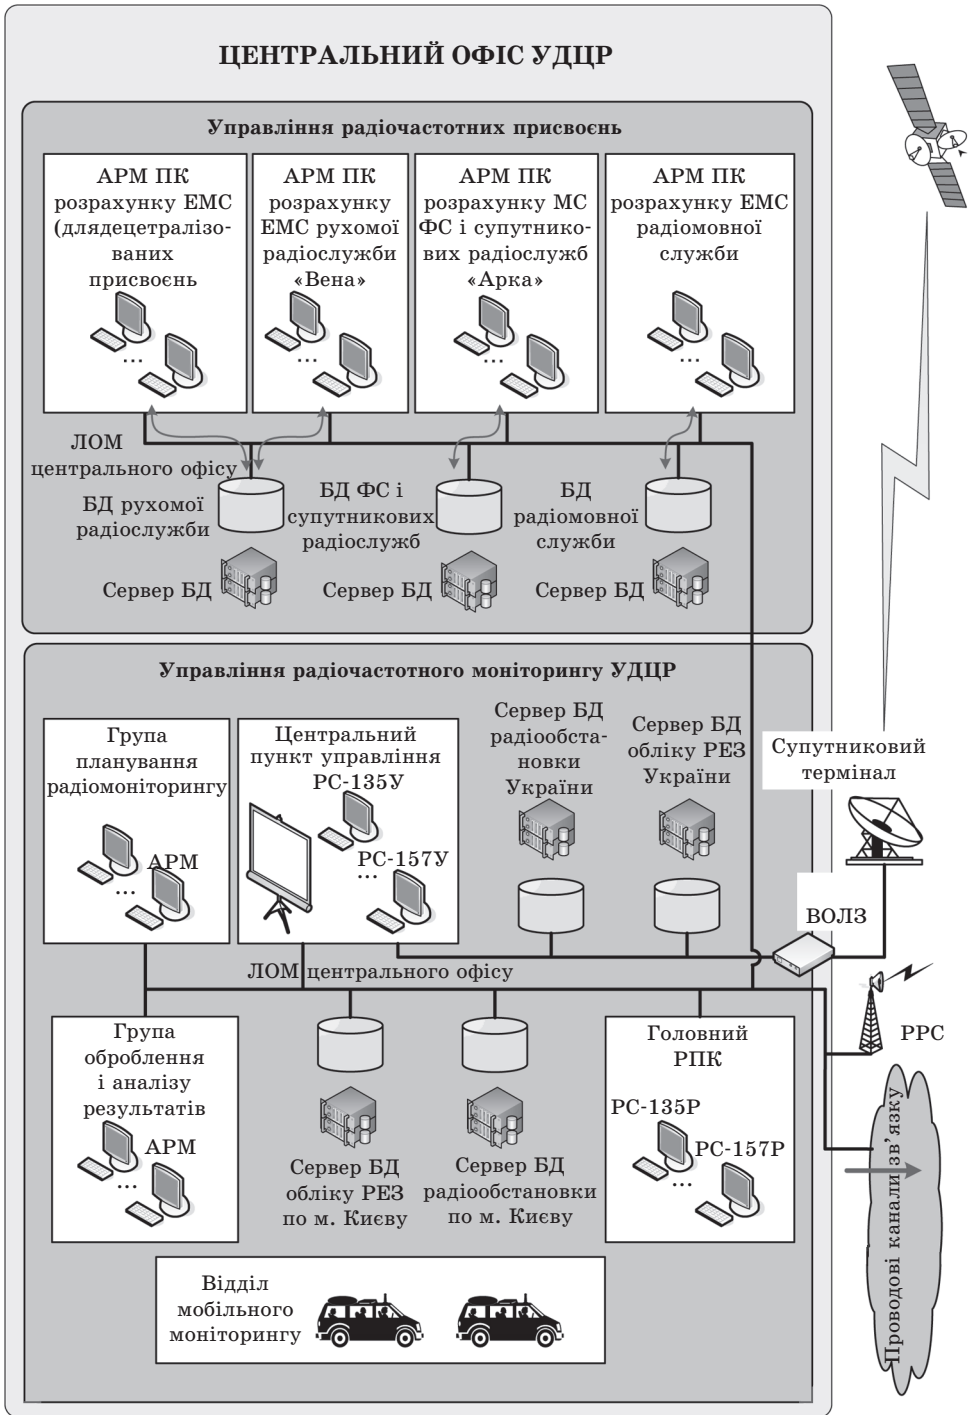 ЦЕНТРАЛЬНИЙ ОФІС УДЦР
Управління радіочастотних присвоєнь
АРМ ПК
розрахунку ЕМС
(длядецетралізо-
ваних
присвоєнь
...
АРМ ПК
розрахунку
ЕМС рухомої
радіослужби
«Вена»
...
АРМ ПК
розрахунку МС
ФС і супутнико-
вих радіослужб
«Арка»
...
АРМ ПК
розрахунку ЕМС
радіомовної
служби
...
ЛОМ
центрального офісу
БД рухомої
радіослужби
БД ФС і
супутникових
радіослужб
БД
радіомовної
служби
Сервер БД
Сервер БД
Сервер БД
Управління радіочастотного моніторингу УДЦР
Група
планування
радіомоніторингу
АРМ
...
Центральний
пункт управління
РС-135У
РС-157У
...
Сервер БД
радіообста-
новки
України
Сервер БД
обліку РЕЗ
України
Супутниковий
термінал
ВОЛЗ
ЛОМ центрального офісу
РРС
Група
оброблення
і аналізу
результатів
АРМ
...
Сервер БД
обліку РЕЗ
по м. Києву
Сервер БД
радіообстановки
по м. Києву
Головний
РПК
РС-135Р
РС-157Р
...
Проводові канали зв’язку
Відділ
мобільного
моніторингу